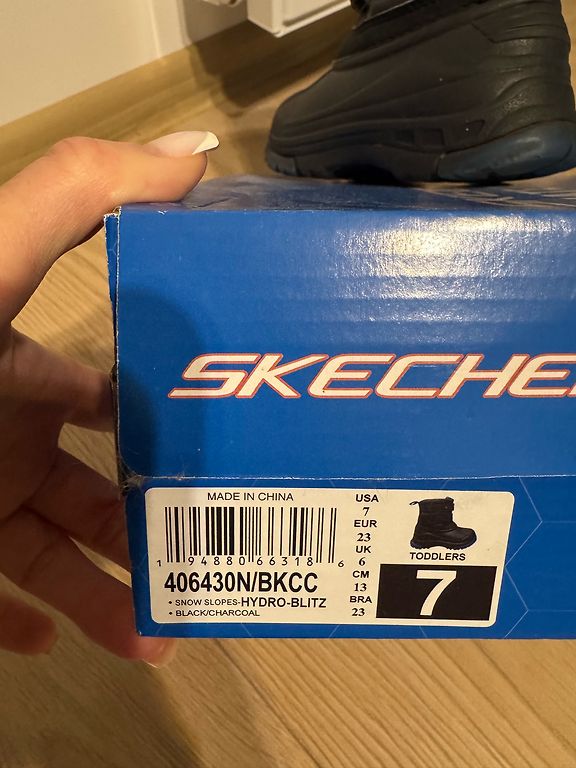 SKECHE
MADE IN CHINA
1 94880 66318 6
406430N/BKCC
• SNOW SLOPES-HYDRO-BLITZ
• BLACK/CHARCOAL
USA
7
EUR
23
UK
6
CM
13
BRA
23
TODDLERS
7